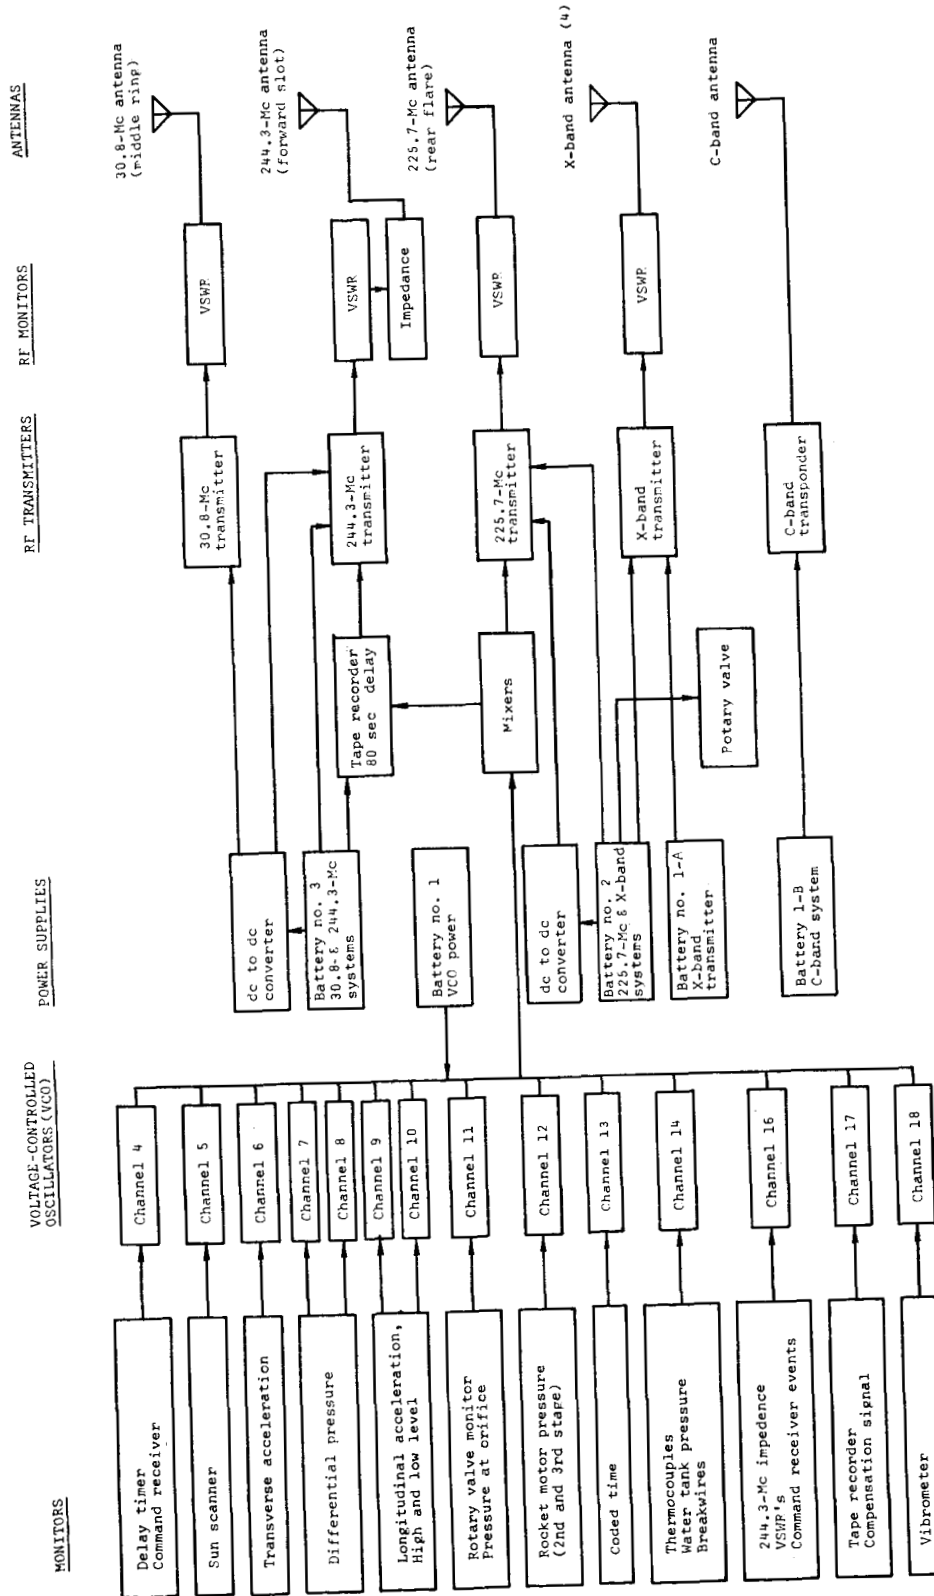 MONITORS
Delay timer
Command receiver
Sun scanner
Transverse acceleration
Differential pressure
Longitudinal acceleration,
High and low level
Rotary valve monitor
Pressure at orifice
Rocket motor pressure
(2nd and 3rd stage)
Coded time
Thermocouples
Water tank pressure
Breakwires
244.3-Mc impedence
VSWP's
Command receiver events
Tape recorder
Compensation signal
Vibrometer
VOLTAGE-CONTROLLED
OSCILLATORS (VCO)
Channel 4
Channel 5
Channel 6
Channel 7
Channel 8
Channel 9
Channel 10
Channel 11
Channel 12
Channel 13
Channel 14
Channel 16
Channel 17
Channel 18
POWER SUPPLIES
dc to dc
converter
Battery no. 3
30.8-& 244.3-Mc
systems
Battery no. 1
VCO power
dc to dc
converter
Battery no. 2
225.7-Mc & X-band
systems
Battery no. 1-A
X-band
transmitter
Battery 1-B
C-band system
Tape recorder
80 sec delay
Mixers
Potary valve
RF TRANSMITTERS
30.8-Mc
transmitter
244.3-Mc
transmitter
225.7-Mc
transmitter
X-band
transmitter
C-band
transponder
RF MONITORS
VSWP
VSWR
Impedance
VSWR
VSWP
ANTENNAS
30.8-Mc antenna
(middle ring)
244.3-Mc antenna
(forward slot)
225.7-Mc antenna
(rear flare)
X-band antenna (4)
C-band antenna